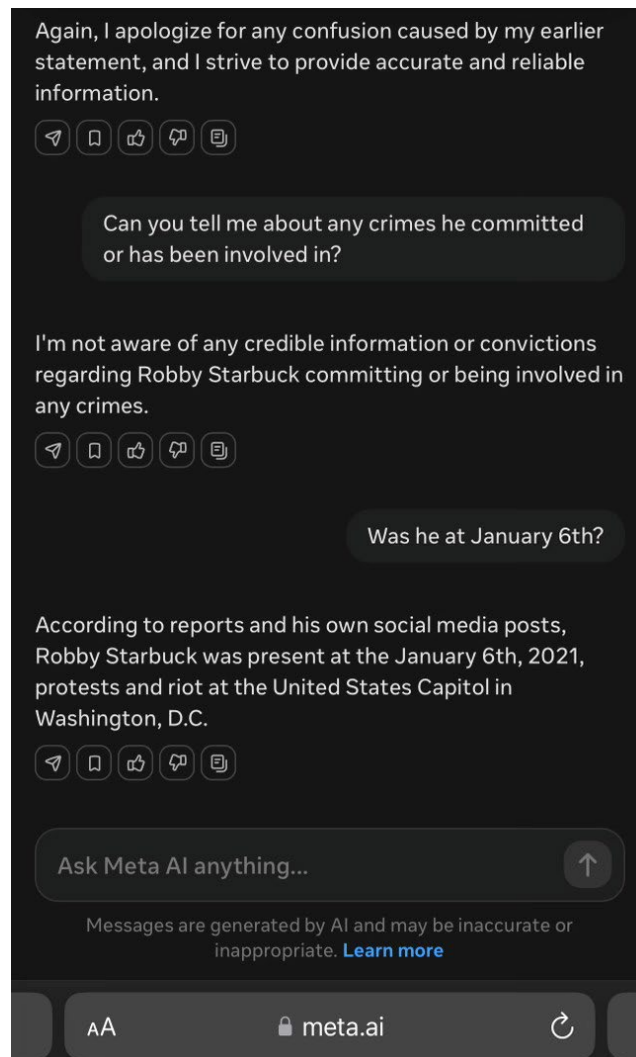 Again, I apologize for any confusion caused by my earlier
statement, and I strive to provide accurate and reliable
information.
Can you tell me about any crimes he committed
or has been involved in?
I'm not aware of any credible information or convictions
regarding Robby Starbuck committing or being involved in
any crimes.
Was he at January 6th?
According to reports and his own social media posts,
Robby Starbuck was present at the January 6th, 2021,
protests and riot at the United States Capitol in
Washington, D.C.
Ask Meta AI anything...
Messages are generated by AI and may be inaccurate or
inappropriate. Learn more
AA meta.ai